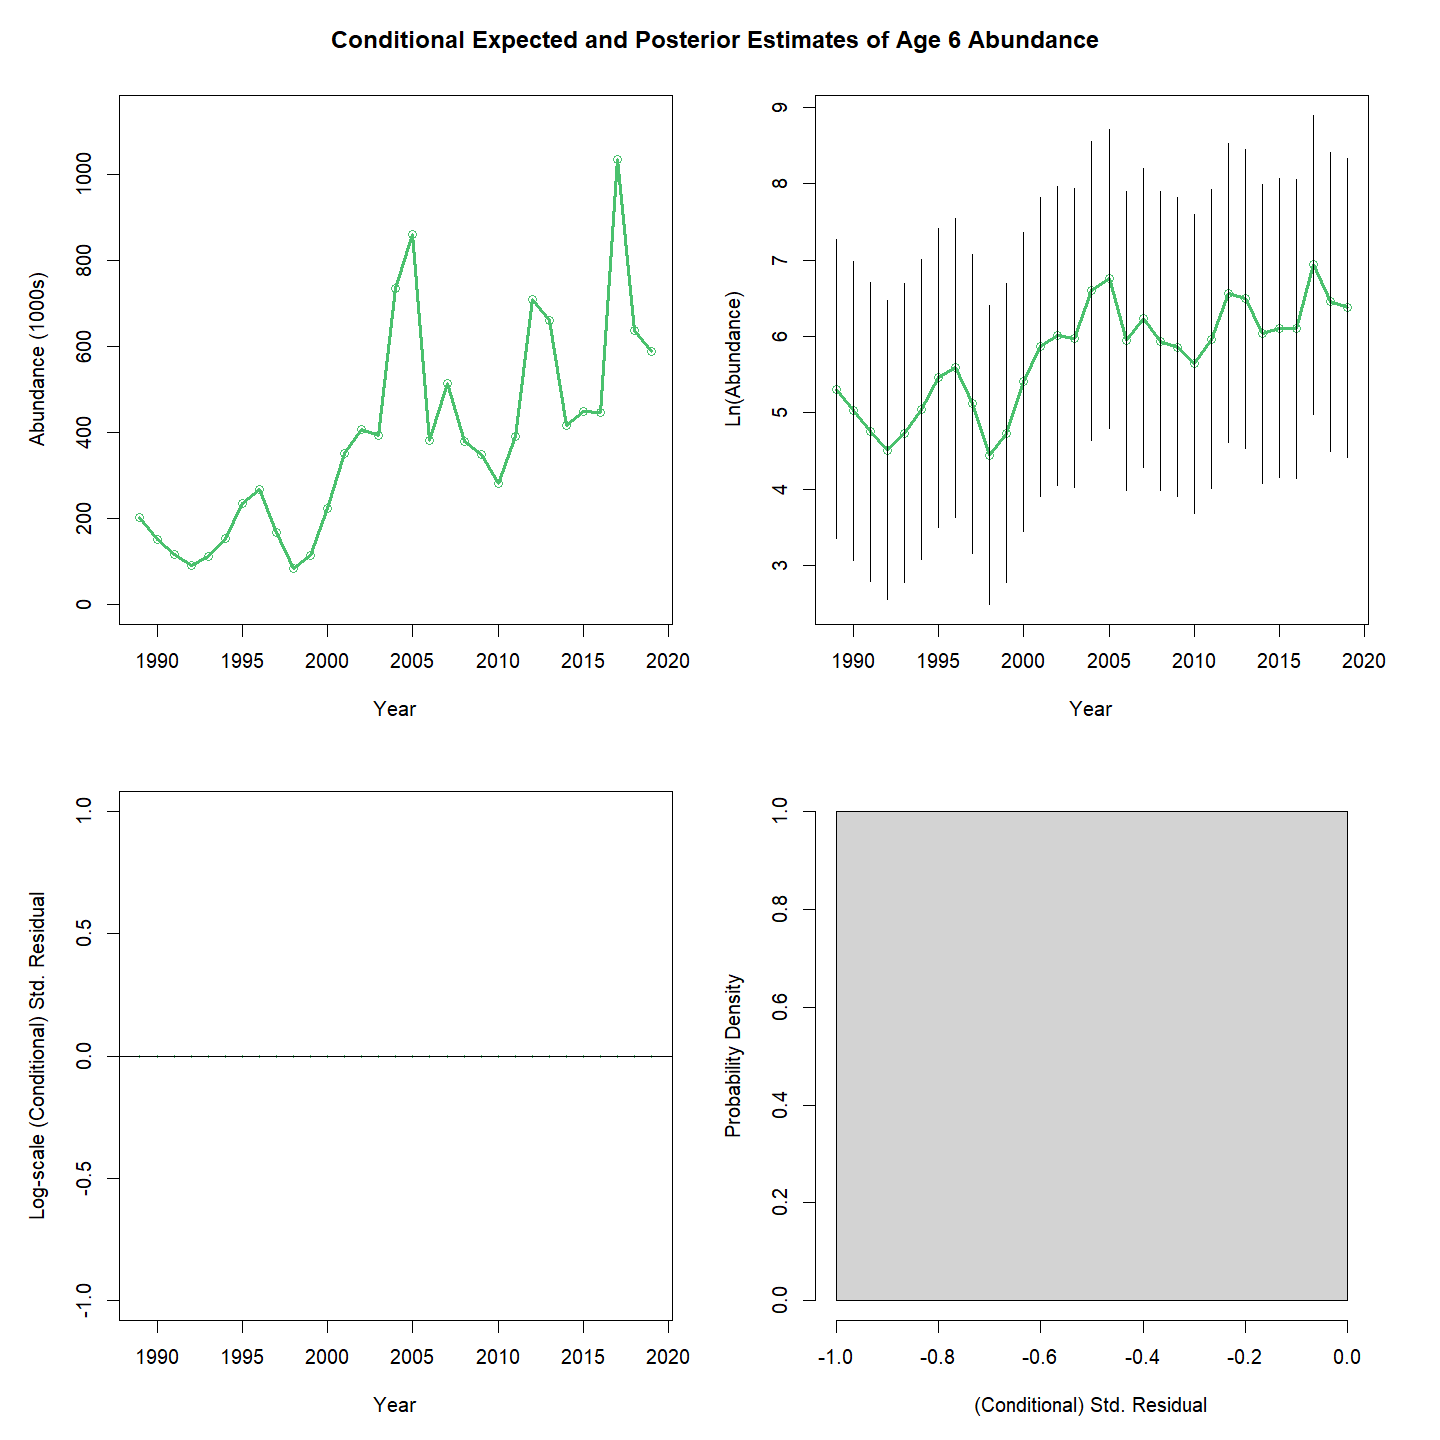 Conditional Expected and Posterior Estimates of Age 6 Abundance
Abundance (1000s)
1000
800
600
400
200
0
1990 1995 2000 2005 2010 2015 2020
Year
Ln(Abundance)
9
8
7
6
5
4
3
1990 1995 2000 2005 2010 2015 2020
Year
Log-scale (Conditional) Std. Residual
1.0
0.5
0.0
-0.5
-1.0
1990 1995 2000 2005 2010 2015 2020
Year
Probability Density
1.0
0.8
0.6
0.4
0.2
0.0
-1.0 -0.8 -0.6 -0.4 -0.2 0.0
(Conditional) Std. Residual